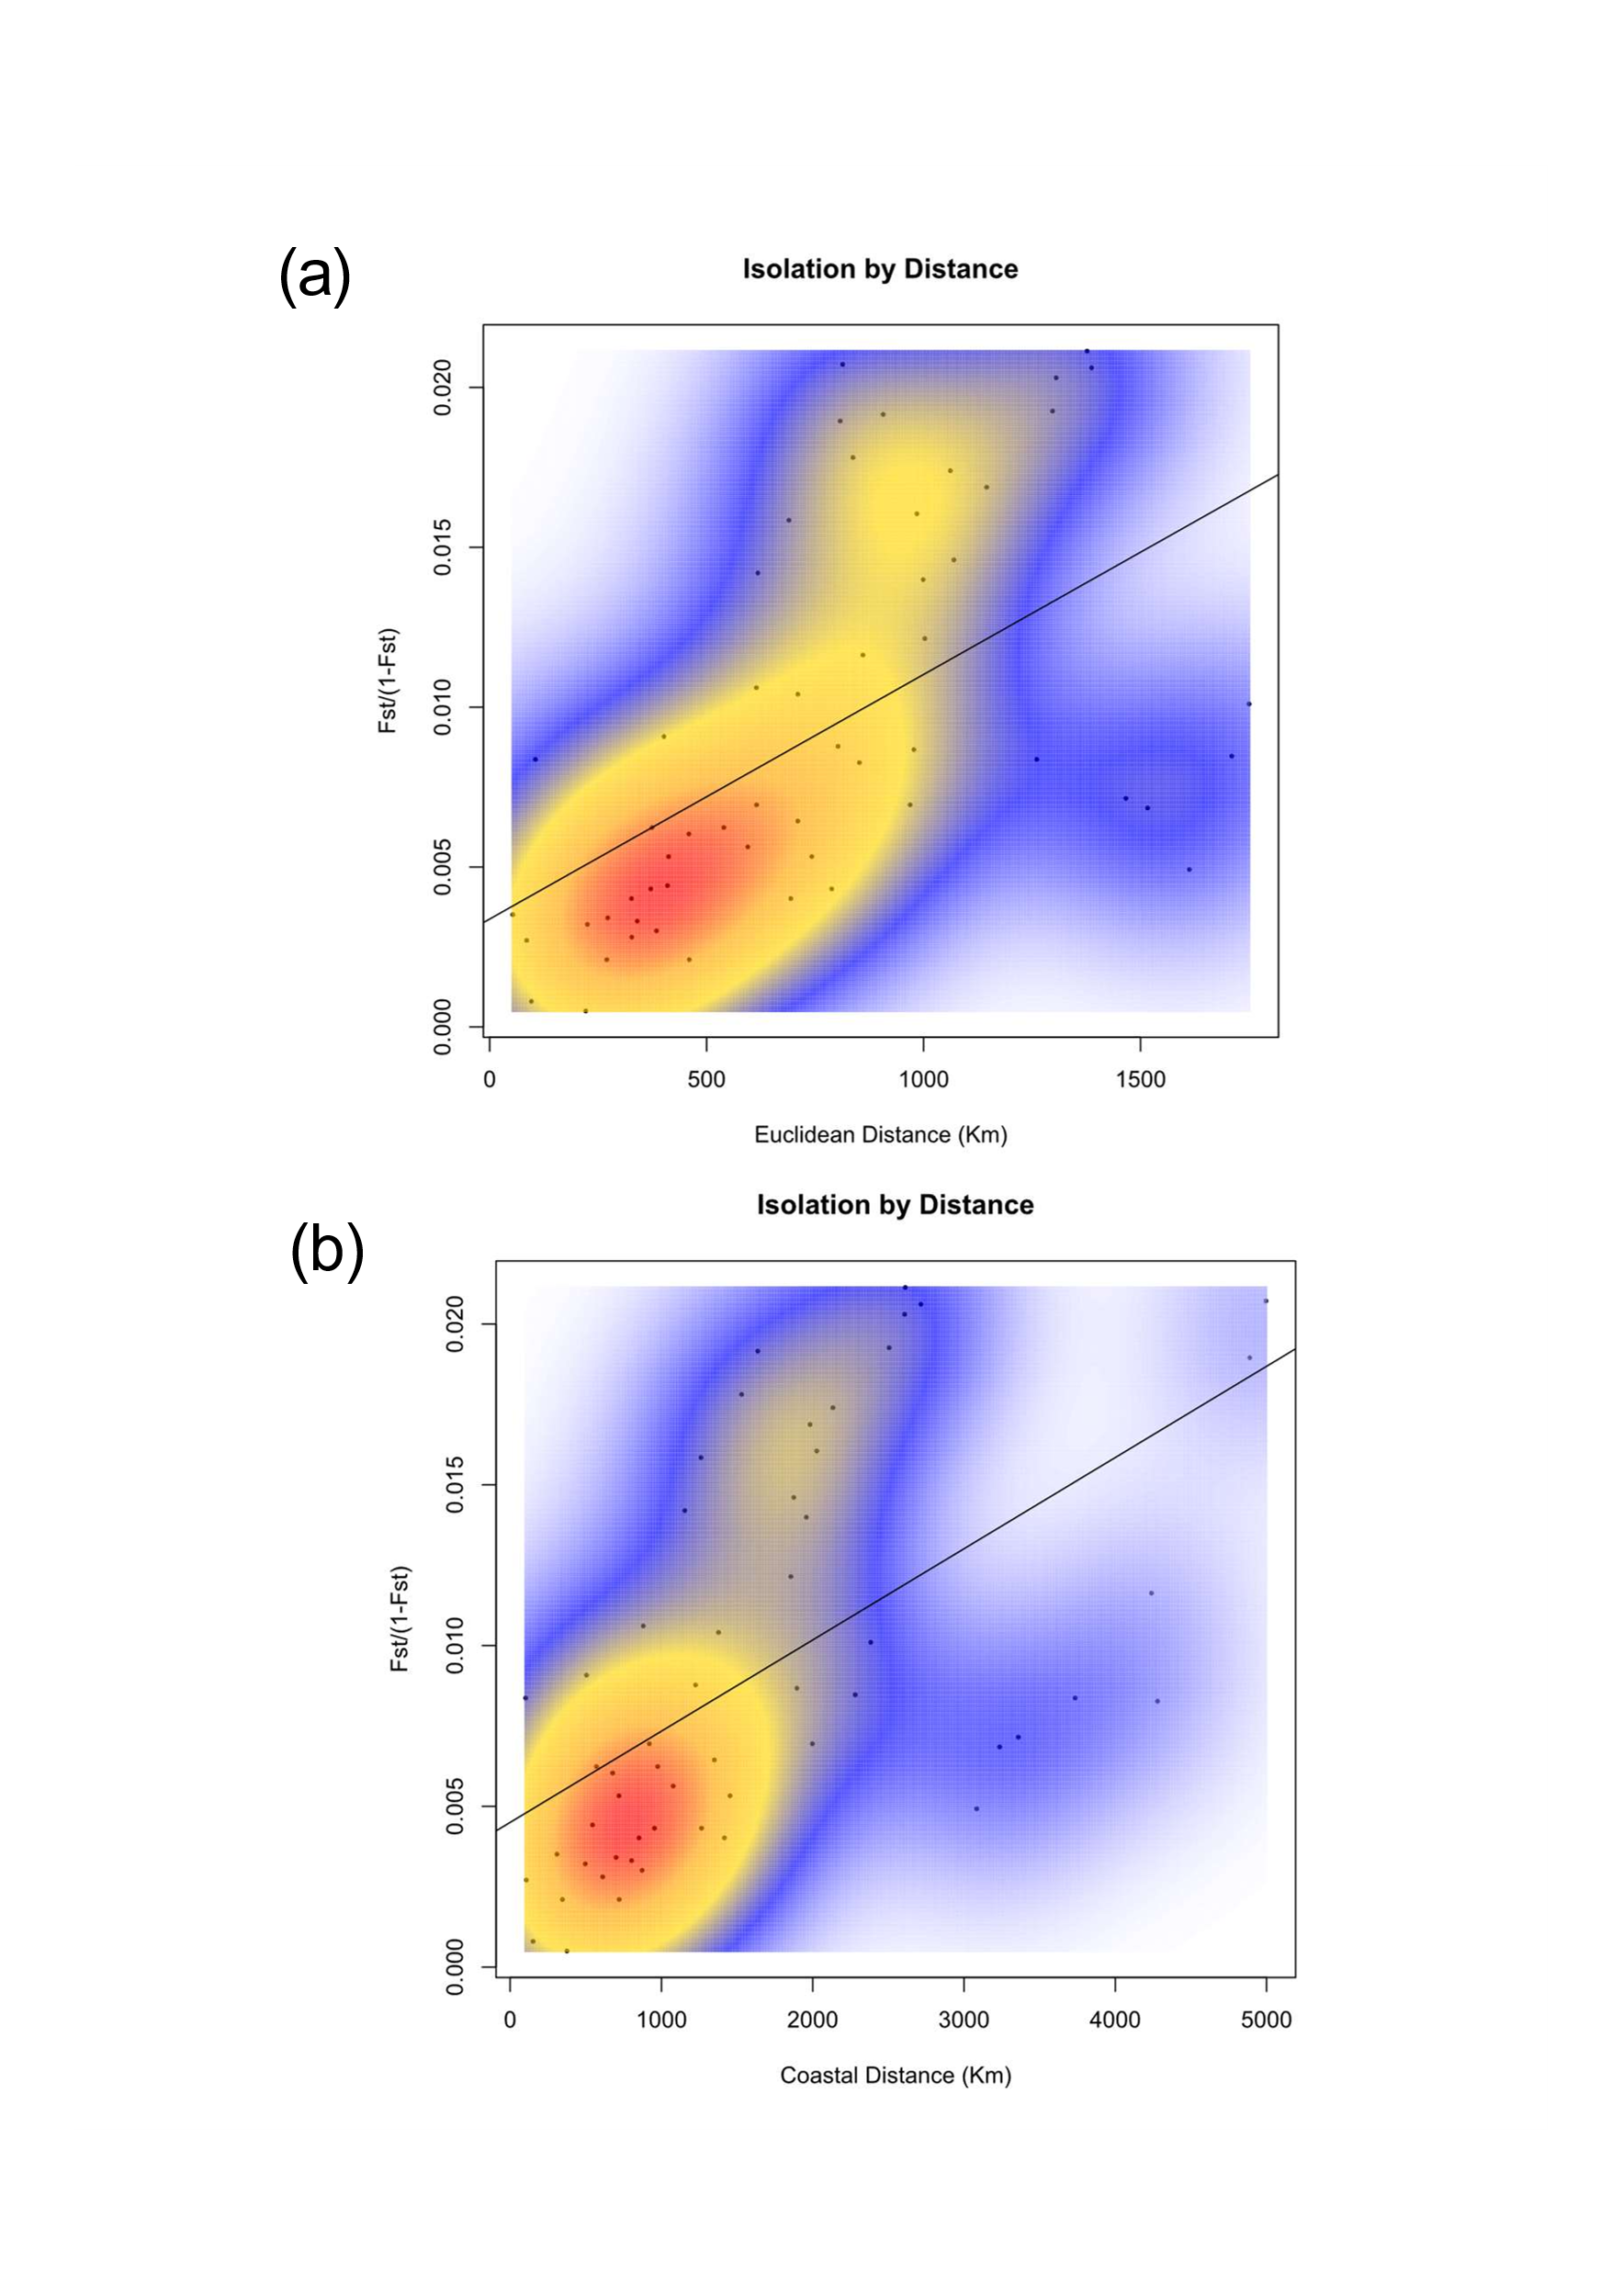 (a)
Isolation by Distance
Fst/(1-Fst)
0.020
0.015
0.010
0.005
0.000
0 500 1000 1500
Euclidean Distance (Km)
(b)
Isolation by Distance
Fst/(1-Fst)
0.020
0.015
0.010
0.005
0.000
0 1000 2000 3000 4000 5000
Coastal Distance (Km)